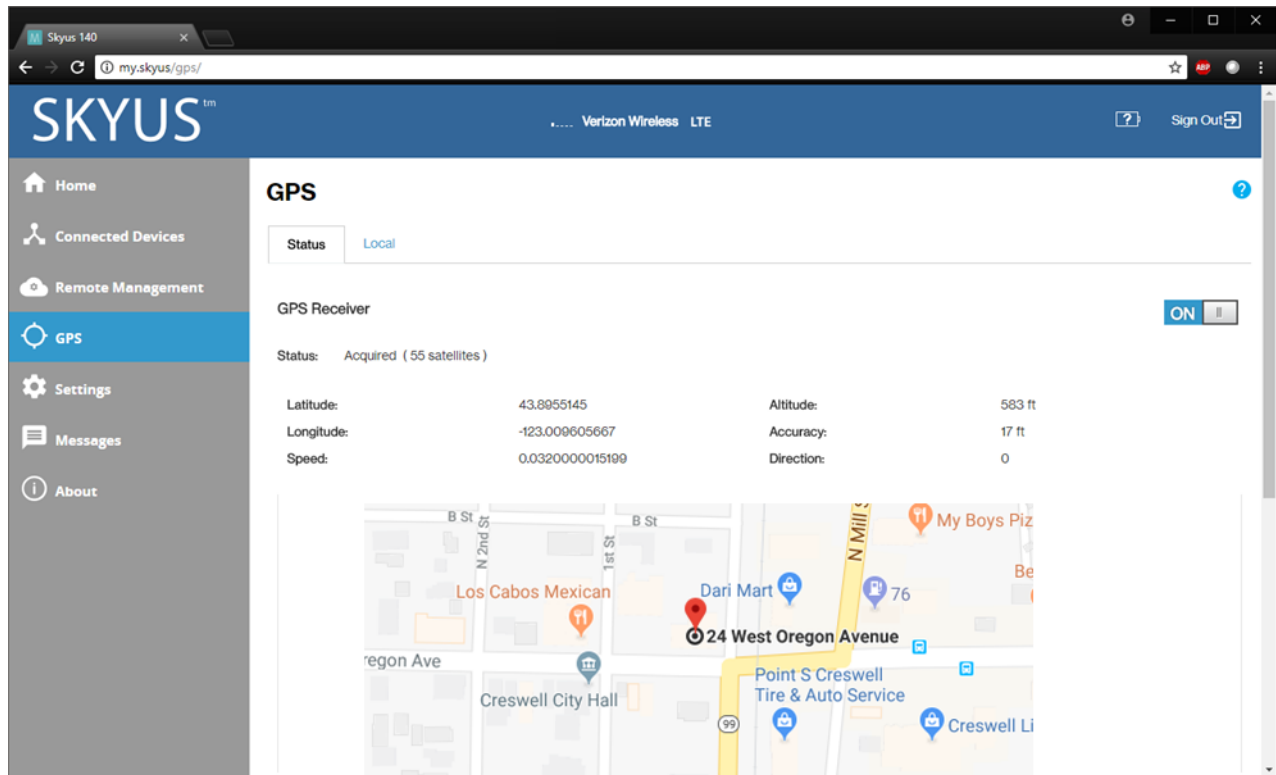 Skyus 140
my.skyus/gps/
ABP
SKYUS™
Verizon Wireless LTE
Sign Out
Home
Connected Devices
Remote Management
GPS
Settings
Messages
About
GPS
Status Local
GPS Receiver
ON
Status: Acquired ( 55 satellites )
Latitude: 43.8955145 Altitude: 583 ft
Longitude: -123.009605667 Accuracy: 17 ft
Speed: 0.0320000015199 Direction: 0
B St
N 2nd St
B St
1st St
N Mill S
My Boys Piz
Los Cabos Mexican
Dari Mart
76
Be
24 West Oregon Avenue
regon Ave
Creswell City Hall
Point S Creswell
Tire & Auto Service
99
Creswell Li